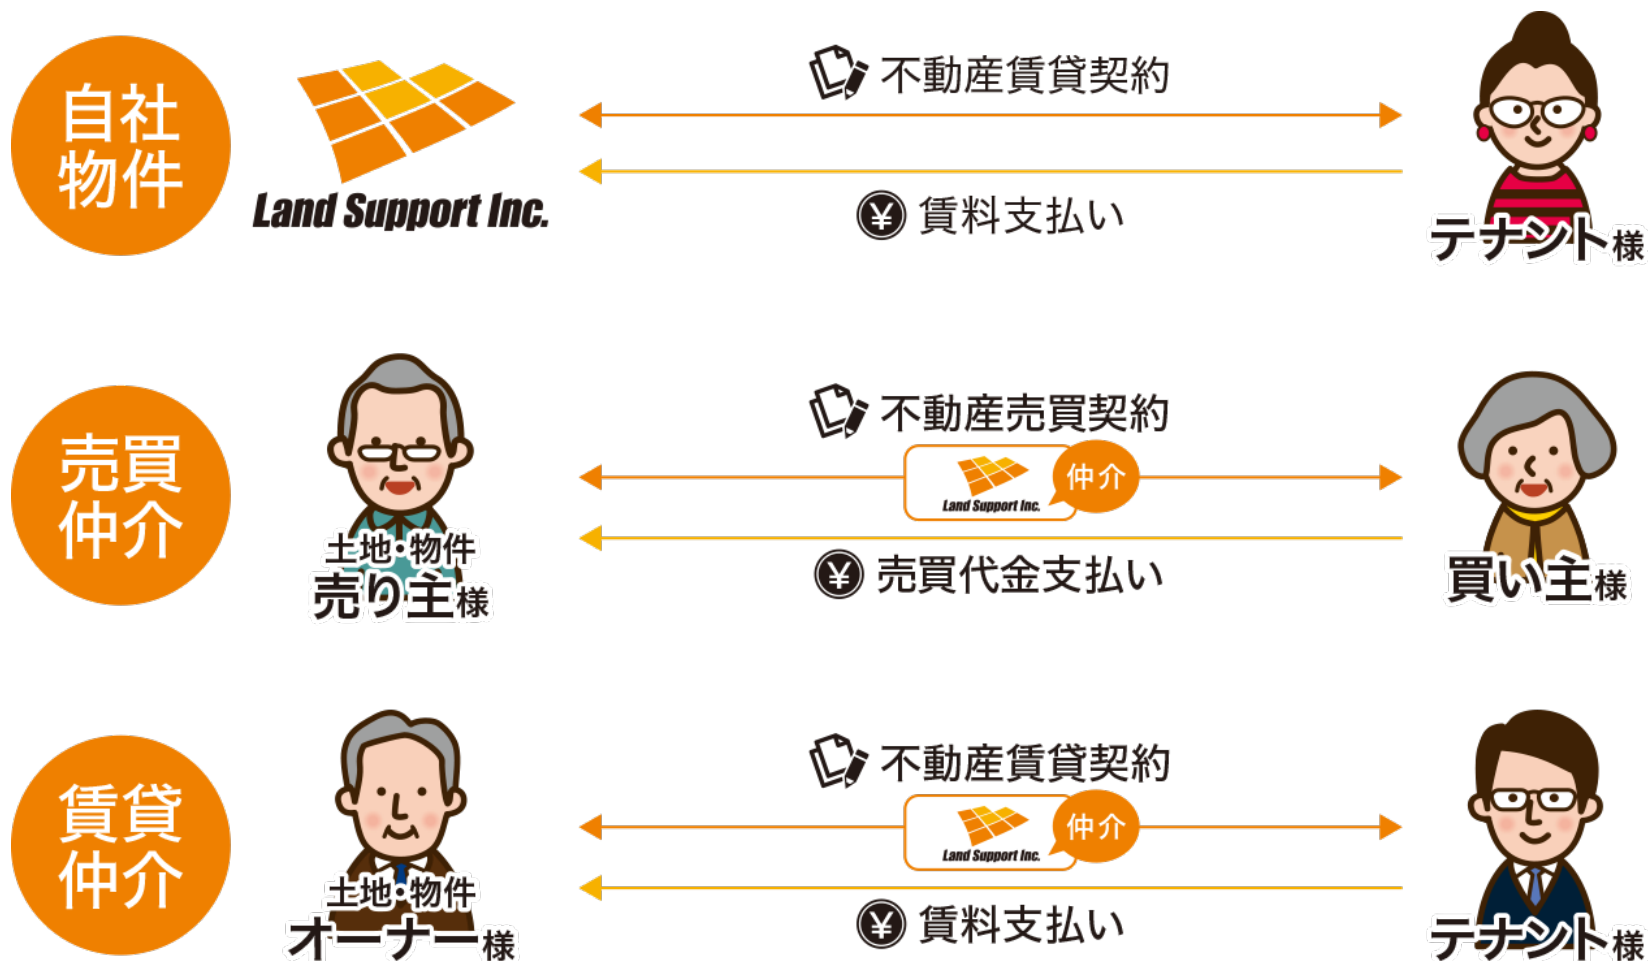 自社
物件
Land Support Inc.
不動産賃貸契約
¥ 賃料支払い
テナント様
売買
仲介
土地・物件
売り主様
不動産売買契約
Land Support Inc.
仲介
¥ 売買代金支払い
買い主様
賃貸
仲介
土地・物件
オーナー様
不動産賃貸契約
Land Support Inc.
仲介
¥ 賃料支払い
テナント様